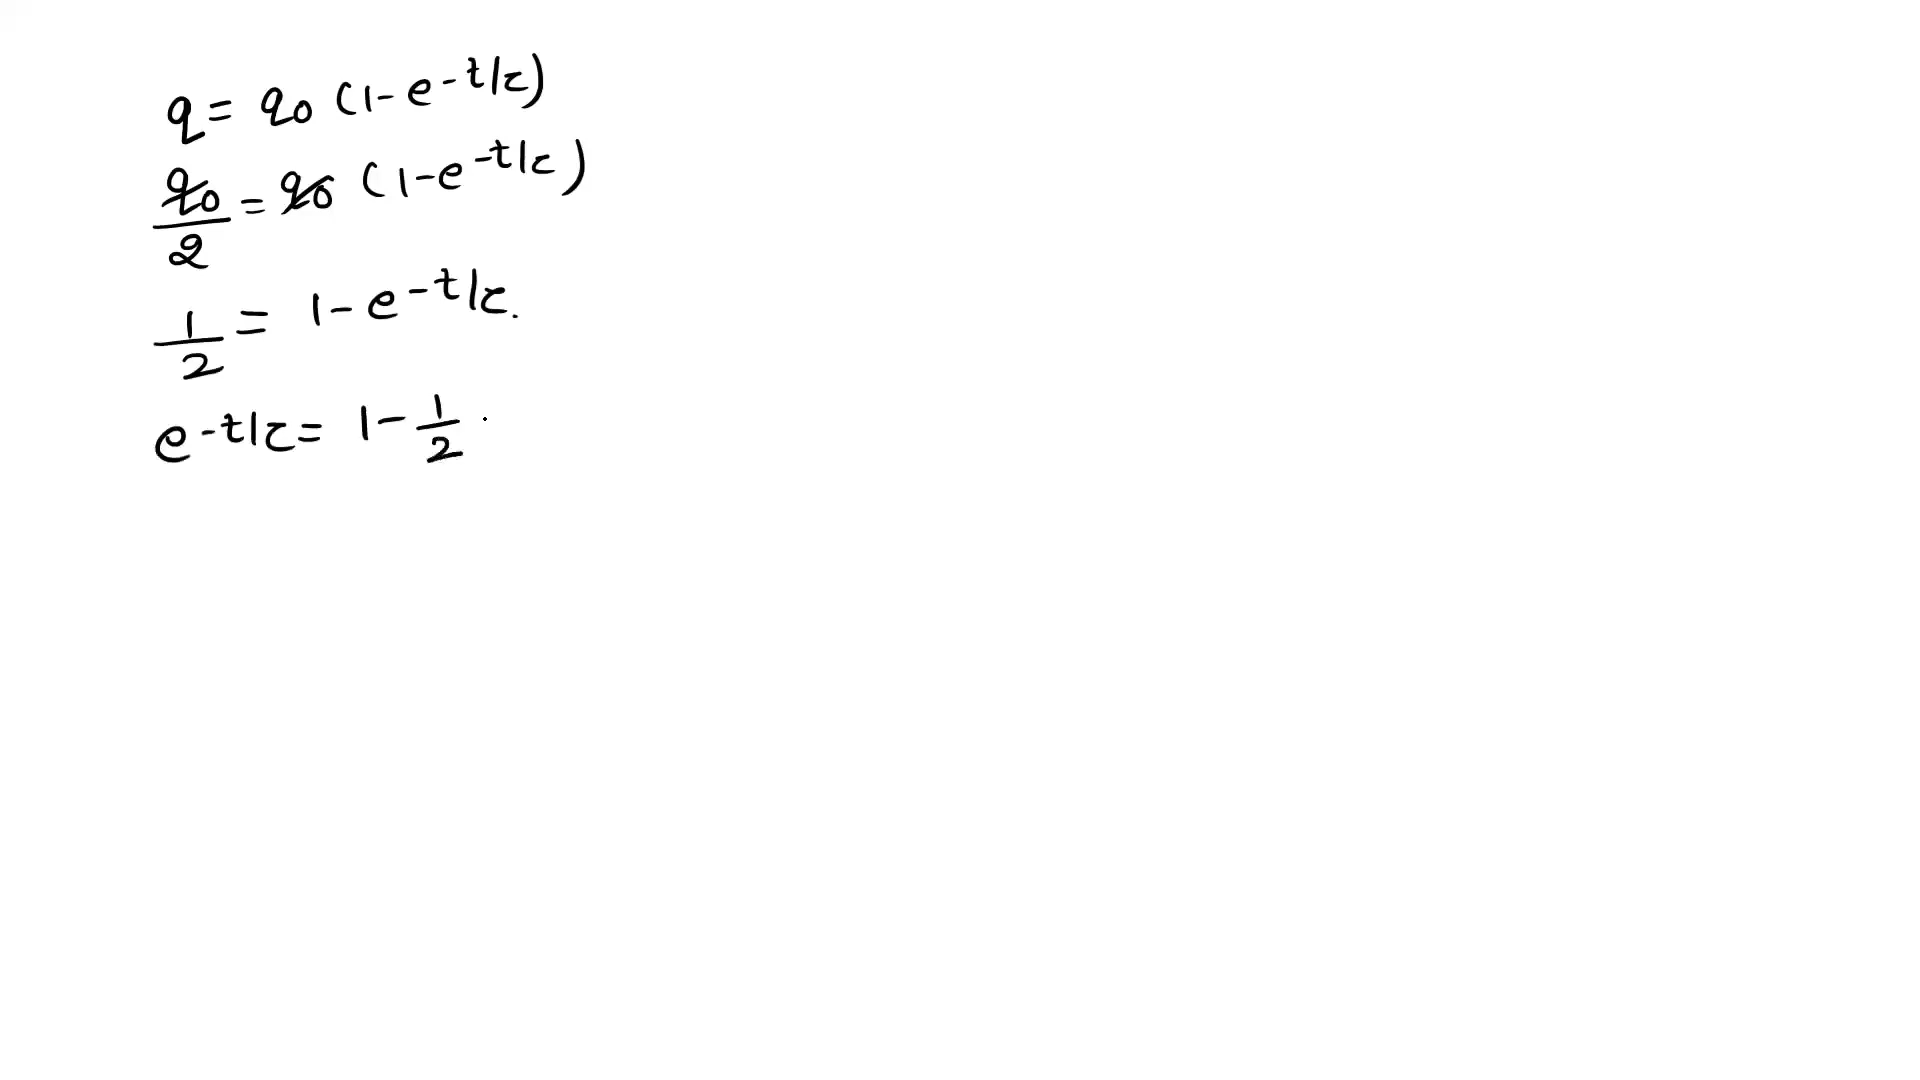 q = q₀ (1 - e^{-t/τ})
q₀/2 = q₀ (1 - e^{-t/τ})
1/2 = 1 - e^{-t/τ}.
e^{-t/τ} = 1 - 1/2